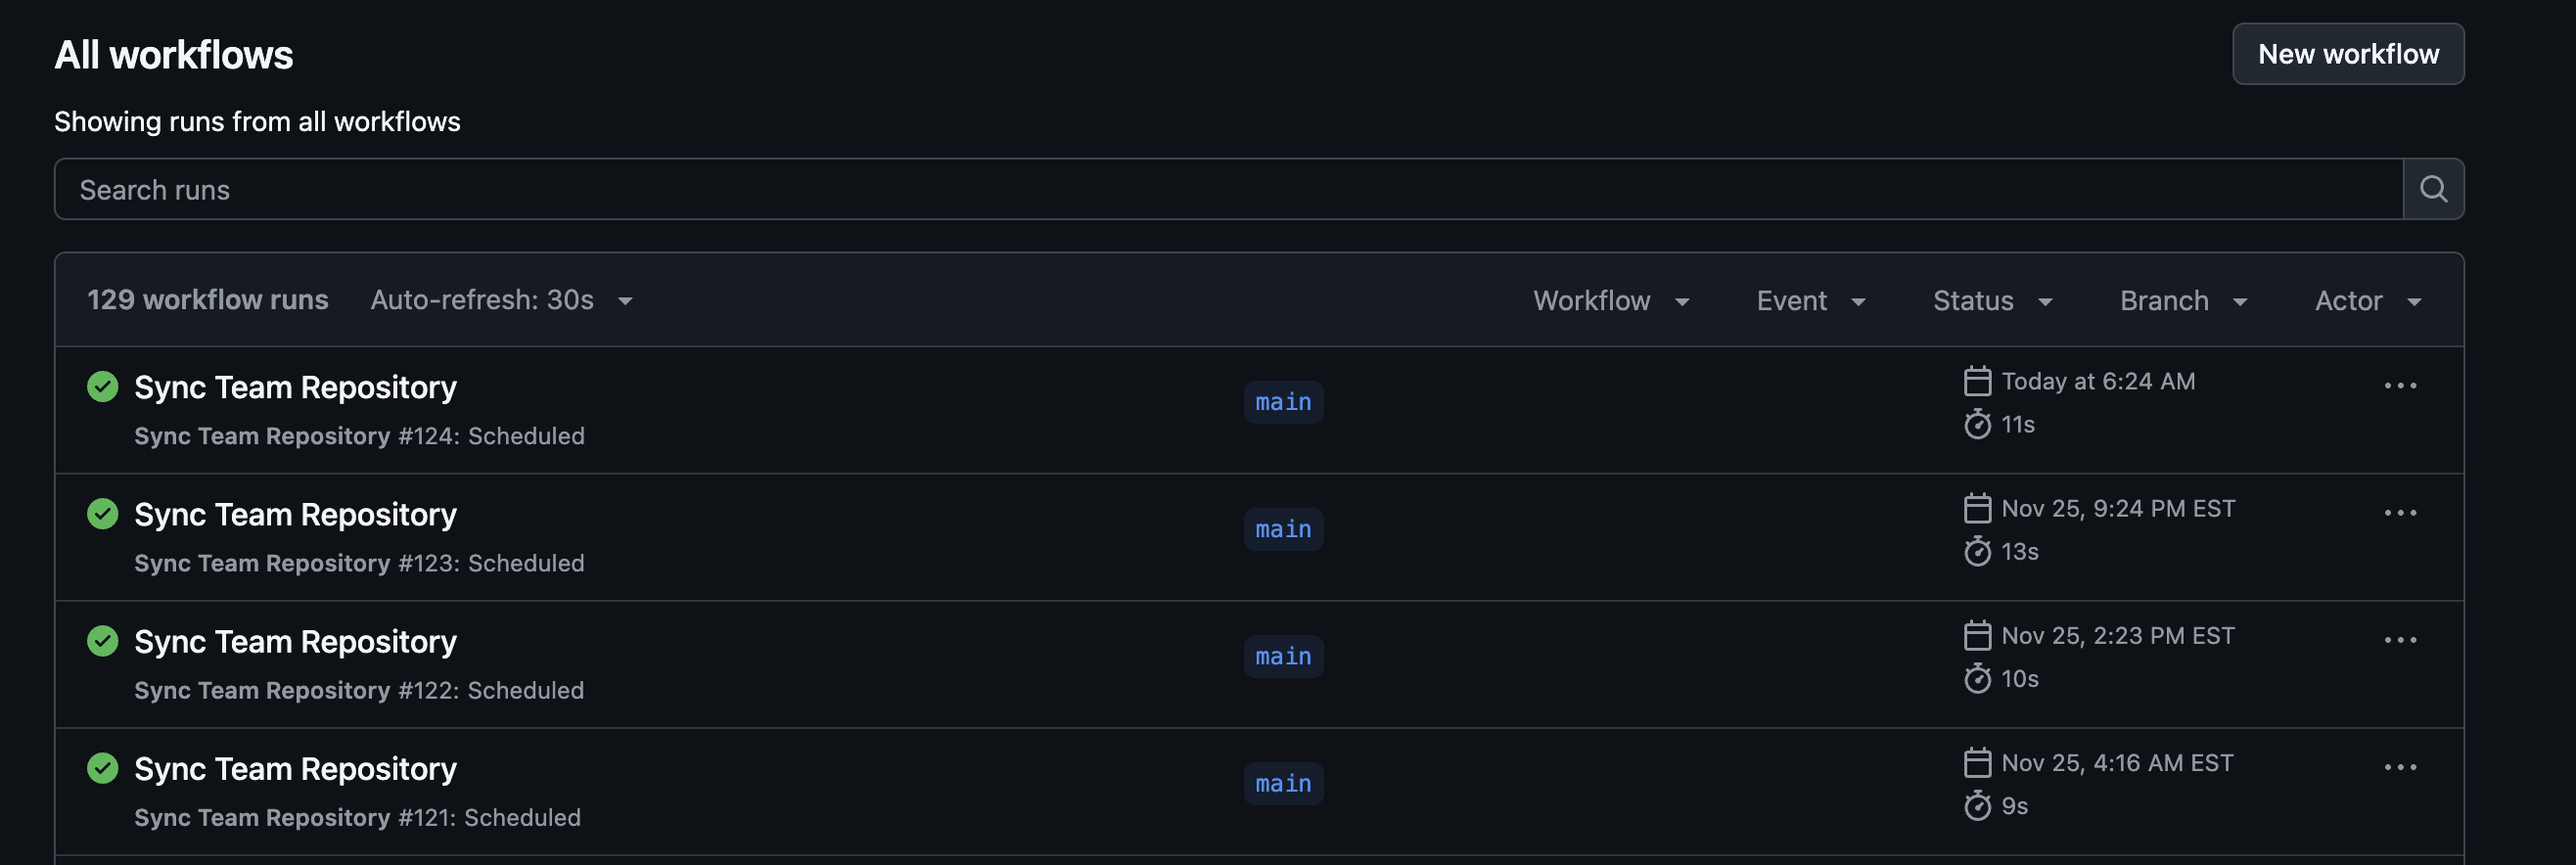 All workflows
New workflow
Showing runs from all workflows
Search runs
129 workflow runs Auto-refresh: 30s Workflow Event Status Branch Actor
Sync Team Repository
Sync Team Repository #124: Scheduled
main
Today at 6:24 AM
11s
Sync Team Repository
Sync Team Repository #123: Scheduled
main
Nov 25, 9:24 PM EST
13s
Sync Team Repository
Sync Team Repository #122: Scheduled
main
Nov 25, 2:23 PM EST
10s
Sync Team Repository
Sync Team Repository #121: Scheduled
main
Nov 25, 4:16 AM EST
9s